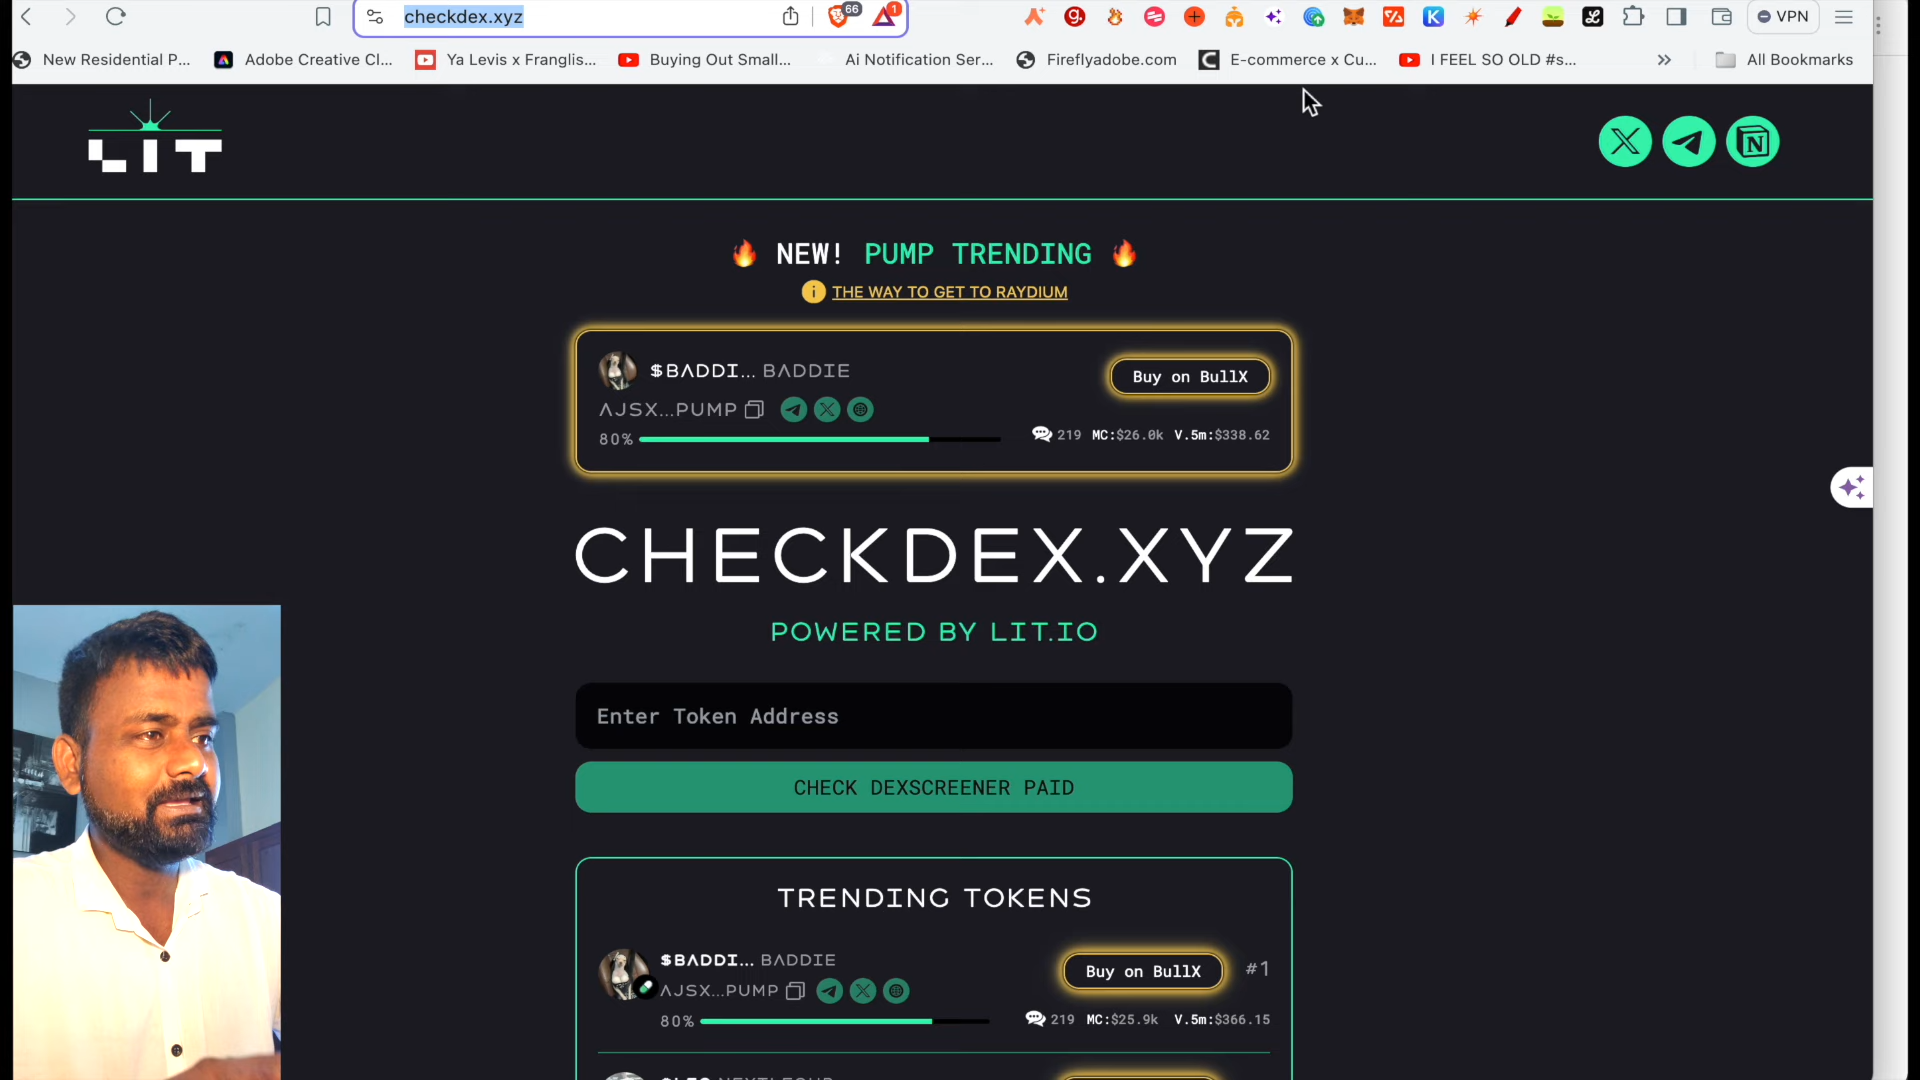 checkdex.xyz
66
1
VPN
New Residential P...
Adobe Creative Cl...
Ya Levis x Franglis...
Buying Out Small...
Ai Notification Ser...
Fireflyadobe.com
E-commerce x Cu...
I FEEL SO OLD #s...
All Bookmarks
LIT
NEW! PUMP TRENDING
THE WAY TO GET TO RAYDIUM
$BADDI... BADDIE
Buy on BullX
AJSX...PUMP
80%
219 MC:$26.0k V.5m:$338.62
CHECKDEX.XYZ
POWERED BY LIT.IO
Enter Token Address
CHECK DEXSCREENER PAID
TRENDING TOKENS
$BADDI... BADDIE
Buy on BullX
#1
AJSX...PUMP
80%
219 MC:$25.9k V.5m:$366.15